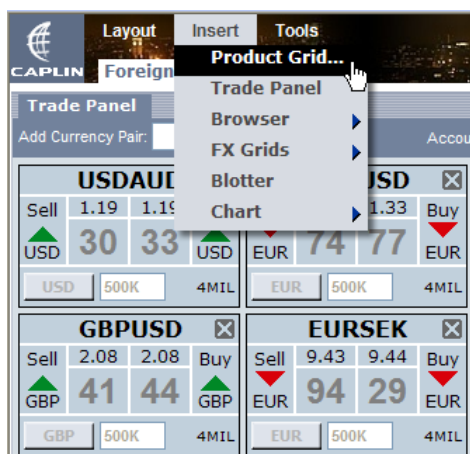 Layout Insert Tools
CAPLIN Foreign
Product Grid...
Trade Panel
Trade Panel
Add Currency Pair:
Browser
Accou
FX Grids
Blotter
Chart
USDAUD USD
Sell 1.19 1.19 1.33 Buy
USD 30 33 USD EUR 74 77 EUR
USD 500K 4MIL EUR 500K 4MIL
GBPUSD EURSEK
Sell 2.08 2.08 Buy Sell 9.43 9.44 Buy
GBP 41 44 GBP EUR 94 29 EUR
GBP 500K 4MIL EUR 500K 4MIL